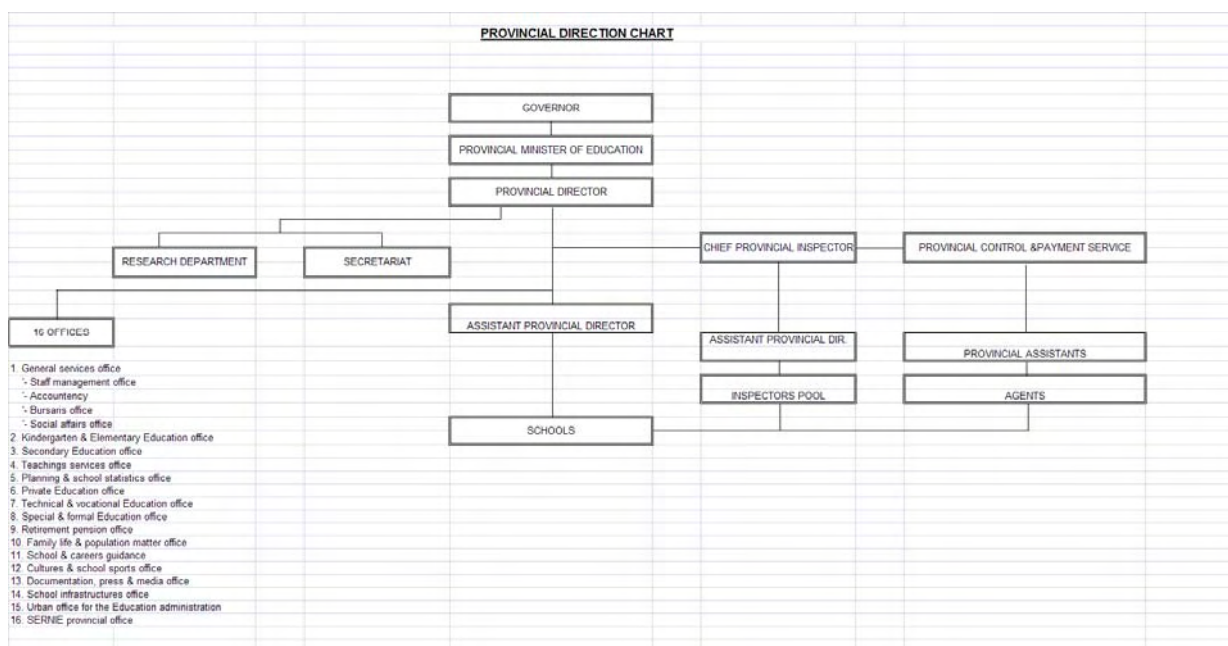 PROVINCIAL DIRECTION CHART
GOVERNOR
PROVINCIAL MINISTER OF EDUCATION
PROVINCIAL DIRECTOR
RESEARCH DEPARTMENT
SECRETARIAT
CHIEF PROVINCIAL INSPECTOR
PROVINCIAL CONTROL &PAYMENT SERVICE
16 OFFICES
ASSISTANT PROVINCIAL DIRECTOR
ASSISTANT PROVINCIAL DIR.
PROVINCIAL ASSISTANTS
INSPECTORS POOL
AGENTS
SCHOOLS
1. General services office
'- Staff management office
'- Accountency
'- Bursaris office
'- Social affairs office
2. Kindergarten & Elementary Education office
3. Secondary Education office
4. Teachings services office
5. Planning & school statistics office
6. Private Education office
7. Technical & vocational Education office
8. Special & formal Education office
9. Retirement pension office
10. Family life & population matter office
11. School & careers guidance
12. Cultures & school sports office
13. Documentation, press & media office
14. School infrastructures office
15. Urban office for the Education administration
16. SERNIE provincial office